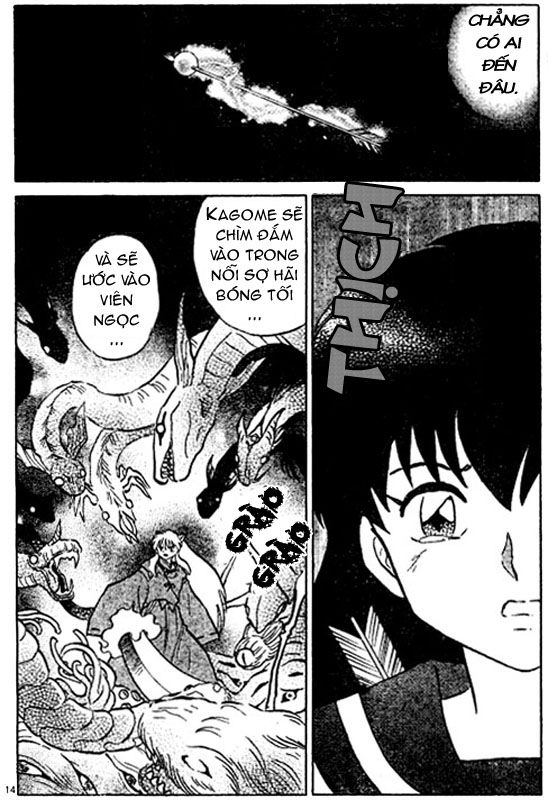 CHẲNG
CÓ AI
ĐẾN
ĐÂU.
KAGOME SẼ
CHÌM ĐẮM
VÀO TRONG
NỖI SỢ HÃI
BÓNG TỐI
...
VÀ SẼ
ƯỚC VÀO
VIÊN
NGỌC
...
THỊCH
GRÀO
GRÀO
14